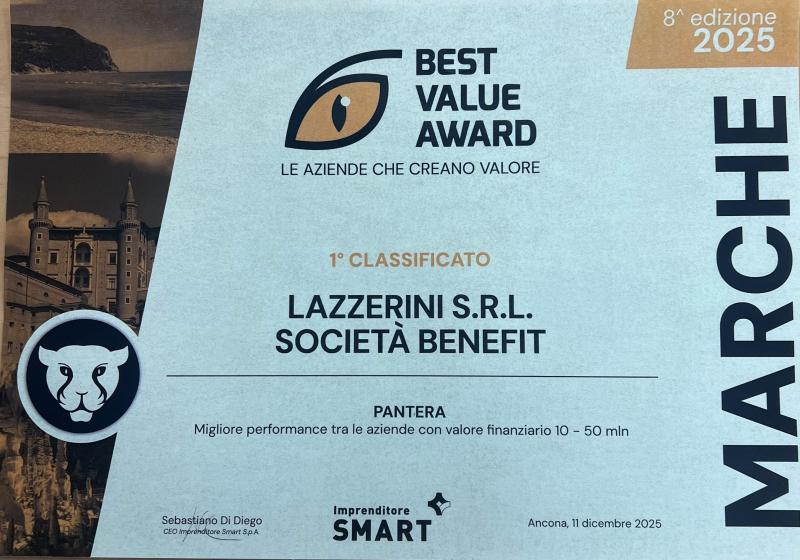 8^ edizione
2025
BEST
VALUE
AWARD
LE AZIENDE CHE CREANO VALORE
MARCHE
1° CLASSIFICATO
LAZZERINI S.R.L.
SOCIETÀ BENEFIT
PANTERA
Migliore performance tra le aziende con valore finanziario 10 - 50 mln
Sebastiano Di Diego
CEO Imprenditore Smart S.p.A.
Imprenditore
SMART
Ancona, 11 dicembre 2025